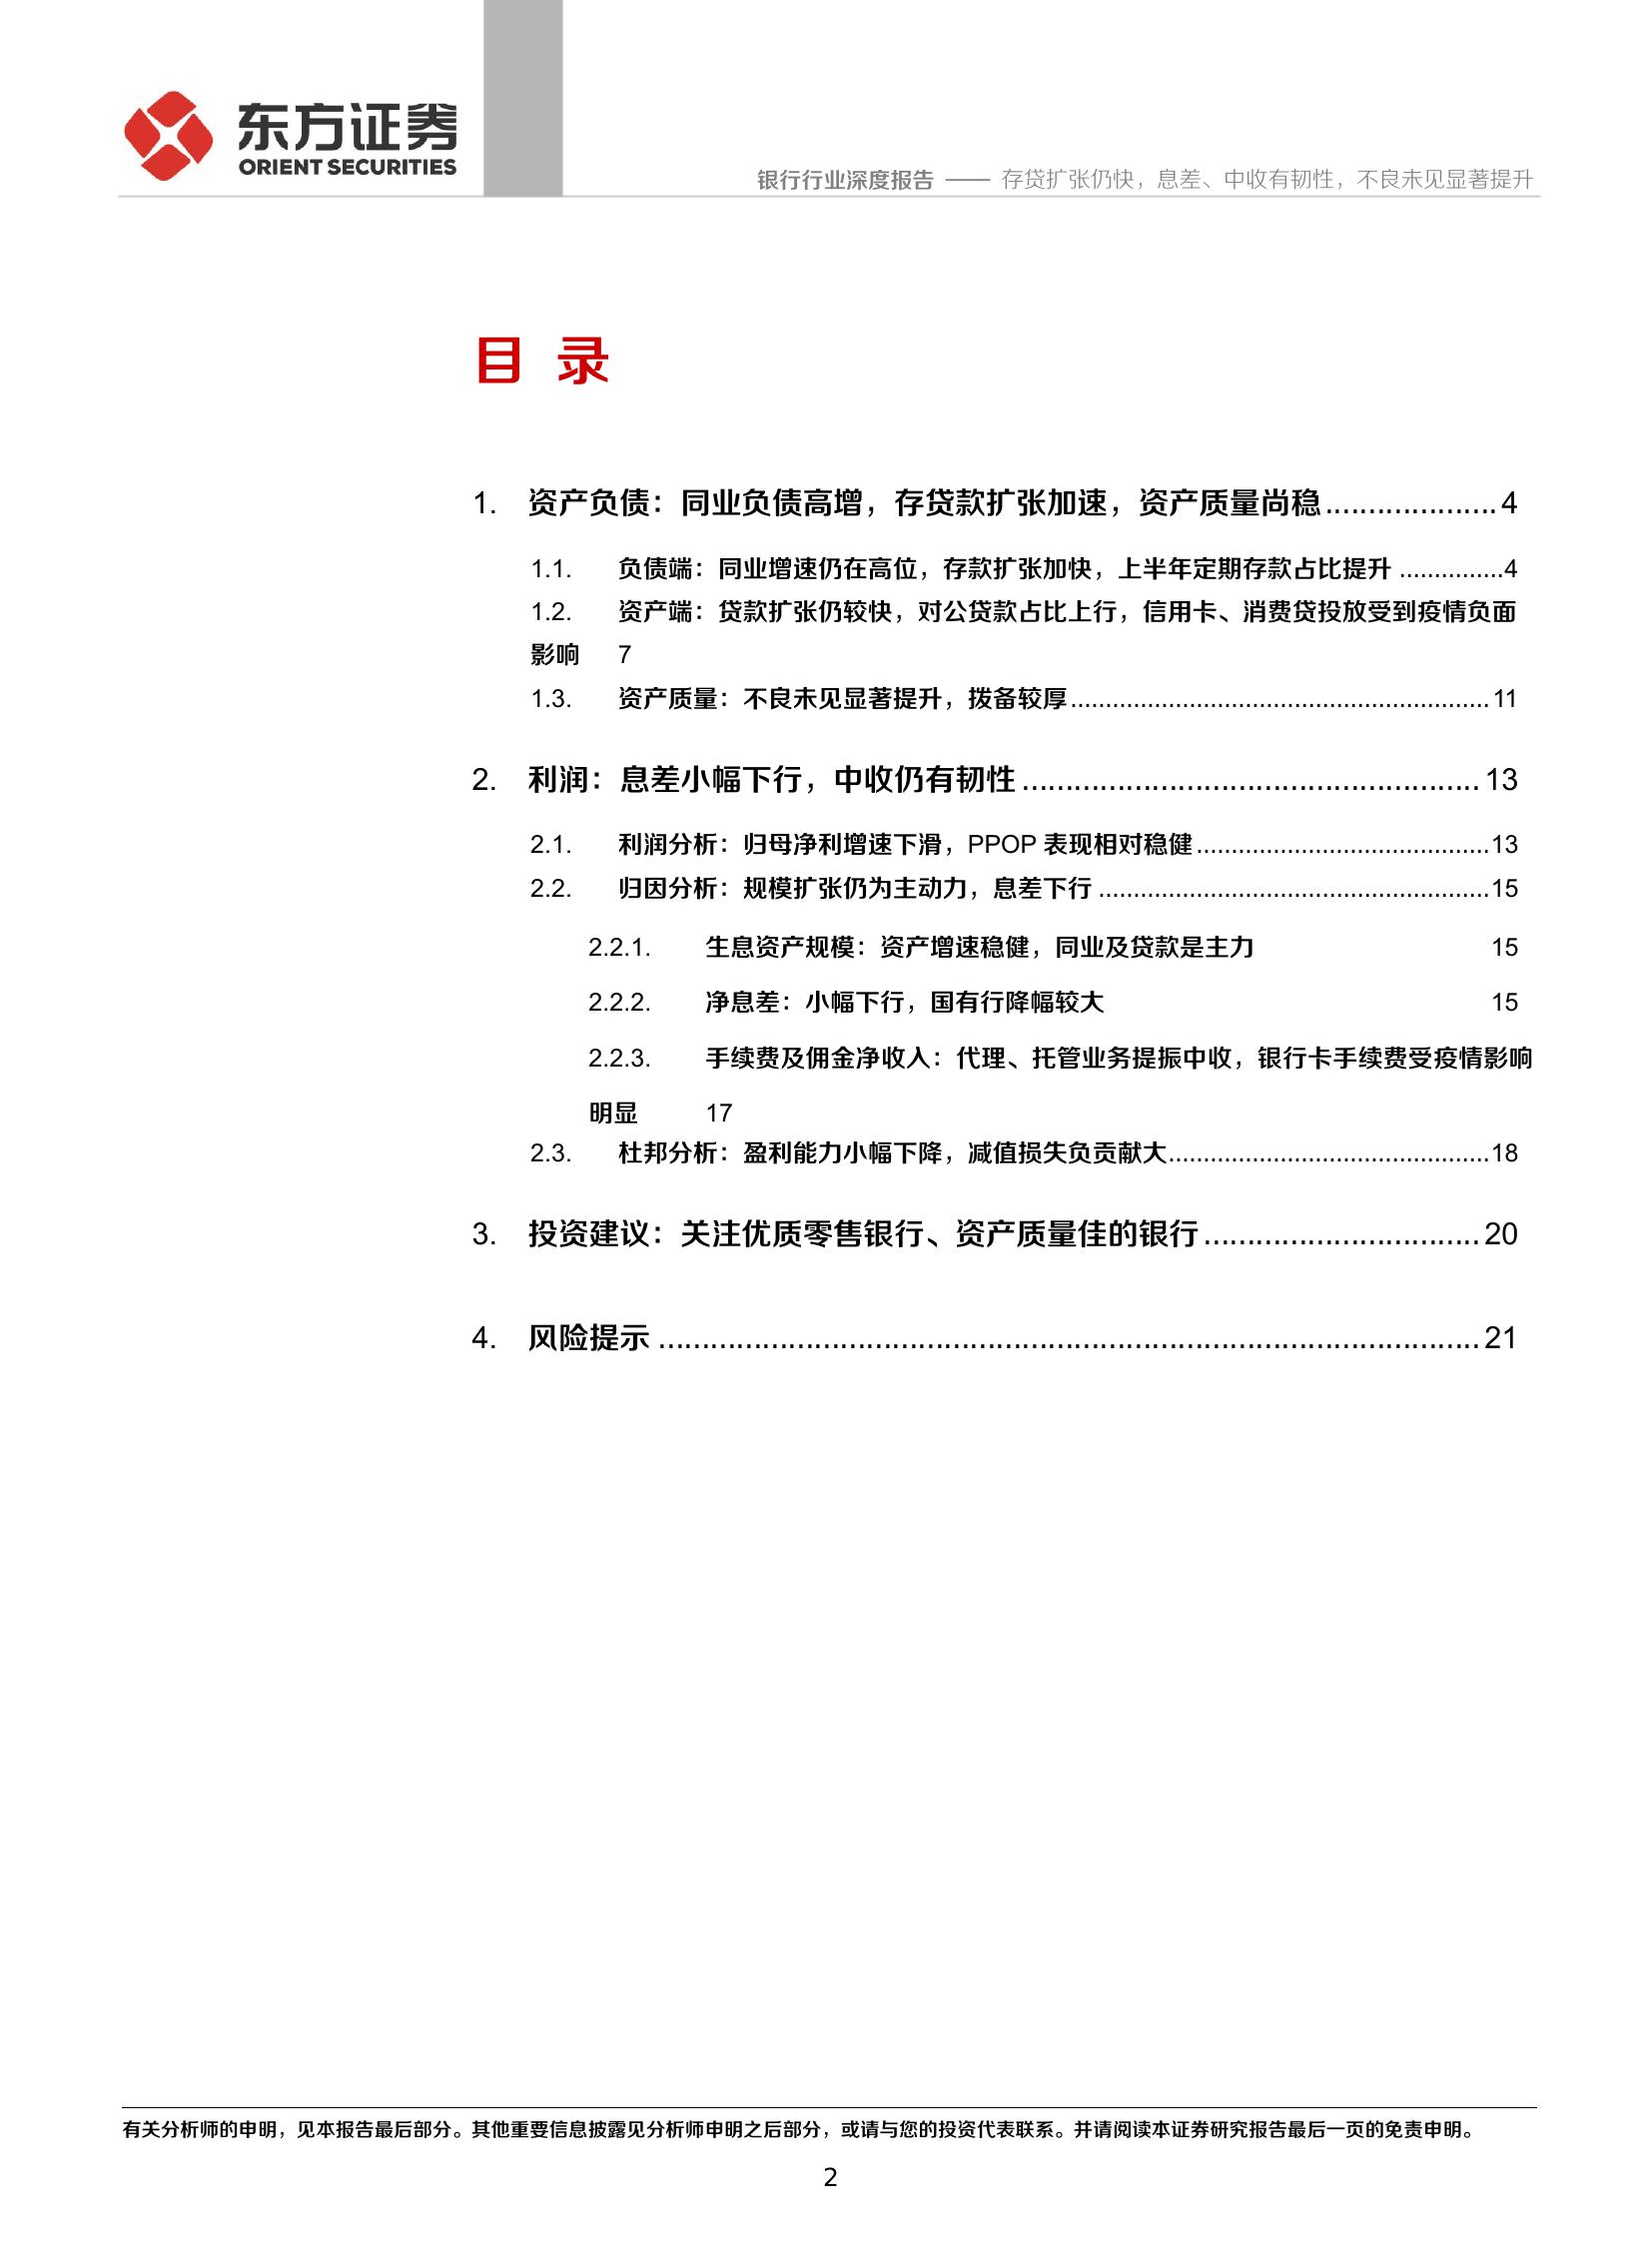 东方证券
ORIENT SECURITIES
银行行业深度报告 —— 存贷扩张仍快，息差、中收有韧性，不良未见显著提升
目 录
1. 资产负债：同业负债高增，存贷款扩张加速，资产质量尚稳...................4
1.1. 负债端：同业增速仍在高位，存款扩张加快，上半年定期存款占比提升 ...............4
1.2. 资产端：贷款扩张仍较快，对公贷款占比上行，信用卡、消费贷投放受到疫情负面
影响 7
1.3. 资产质量：不良未见显著提升，拨备较厚............................................................11
2. 利润：息差小幅下行，中收仍有韧性....................................................13
2.1. 利润分析：归母净利增速下滑，PPOP 表现相对稳健..........................................13
2.2. 归因分析：规模扩张仍为主动力，息差下行 ........................................................15
2.2.1. 生息资产规模：资产增速稳健，同业及贷款是主力 15
2.2.2. 净息差：小幅下行，国有行降幅较大 15
2.2.3. 手续费及佣金净收入：代理、托管业务提振中收，银行卡手续费受疫情影响
明显 17
2.3. 杜邦分析：盈利能力小幅下降，减值损失负贡献大..............................................18
3. 投资建议：关注优质零售银行、资产质量佳的银行...............................20
4. 风险提示 .............................................................................................21
有关分析师的申明，见本报告最后部分。其他重要信息披露见分析师申明之后部分，或请与您的投资代表联系。并请阅读本证券研究报告最后一页的免责申明。
2